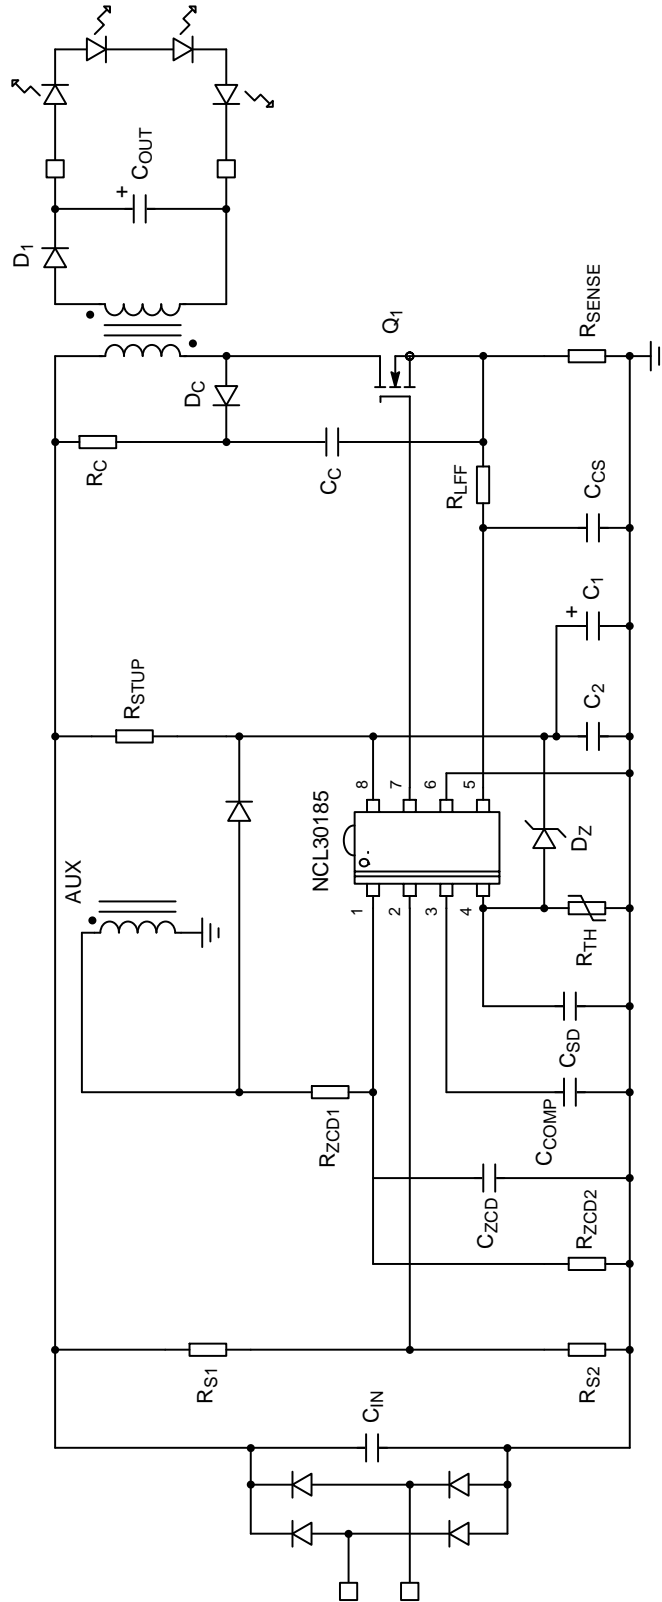 AUX
D1
COUT
+
RC
DC
CC
Q1
RSTUP
NCL30185
RZCD1
1
2
3
4
8
7
6
5
RLFF
RSENSE
RS1
CIN
CZCD
RS2
RZCD2
CCOMP
CSD
RTH
DZ
C2
+
C1
CCS